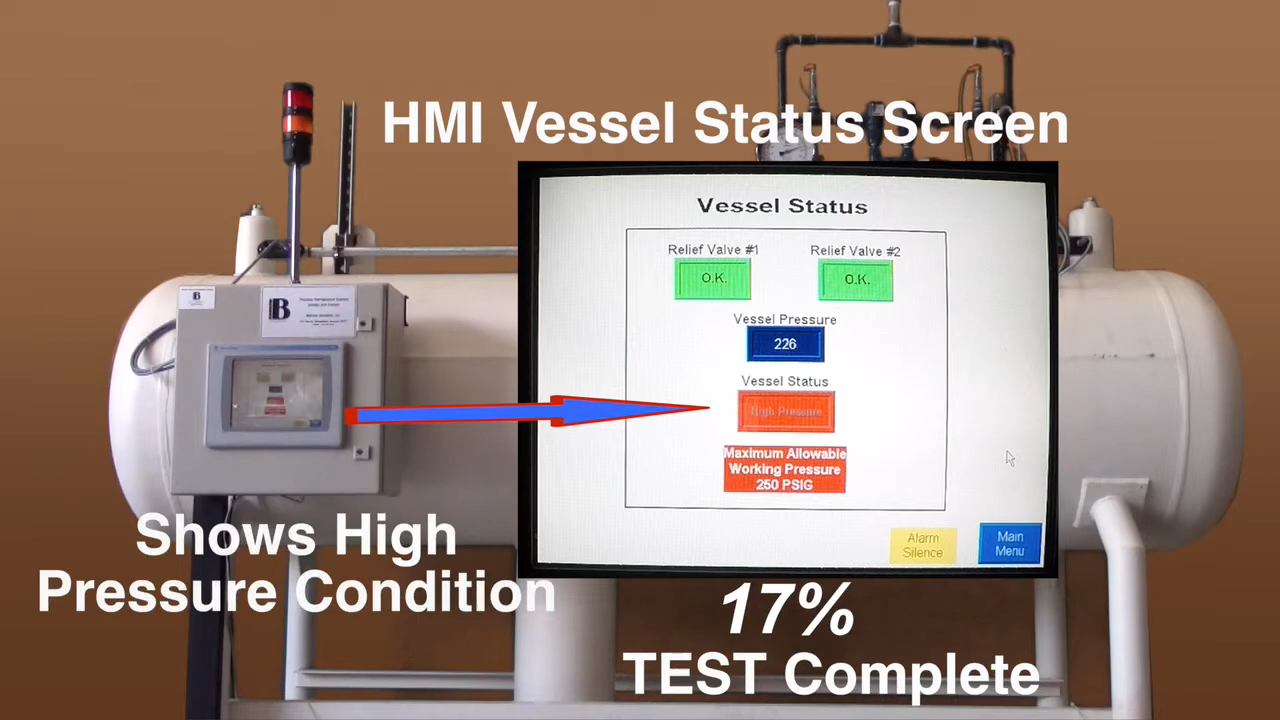 HMI Vessel Status Screen
Vessel Status
Relief Valve #1
Relief Valve #2
O.K.
O.K.
Vessel Pressure
226
Vessel Status
High Pressure
Maximum Allowable
Working Pressure
250 PSIG
Alarm
Silence
Main
Menu
B
Shows High
Pressure Condition
17%
TEST Complete